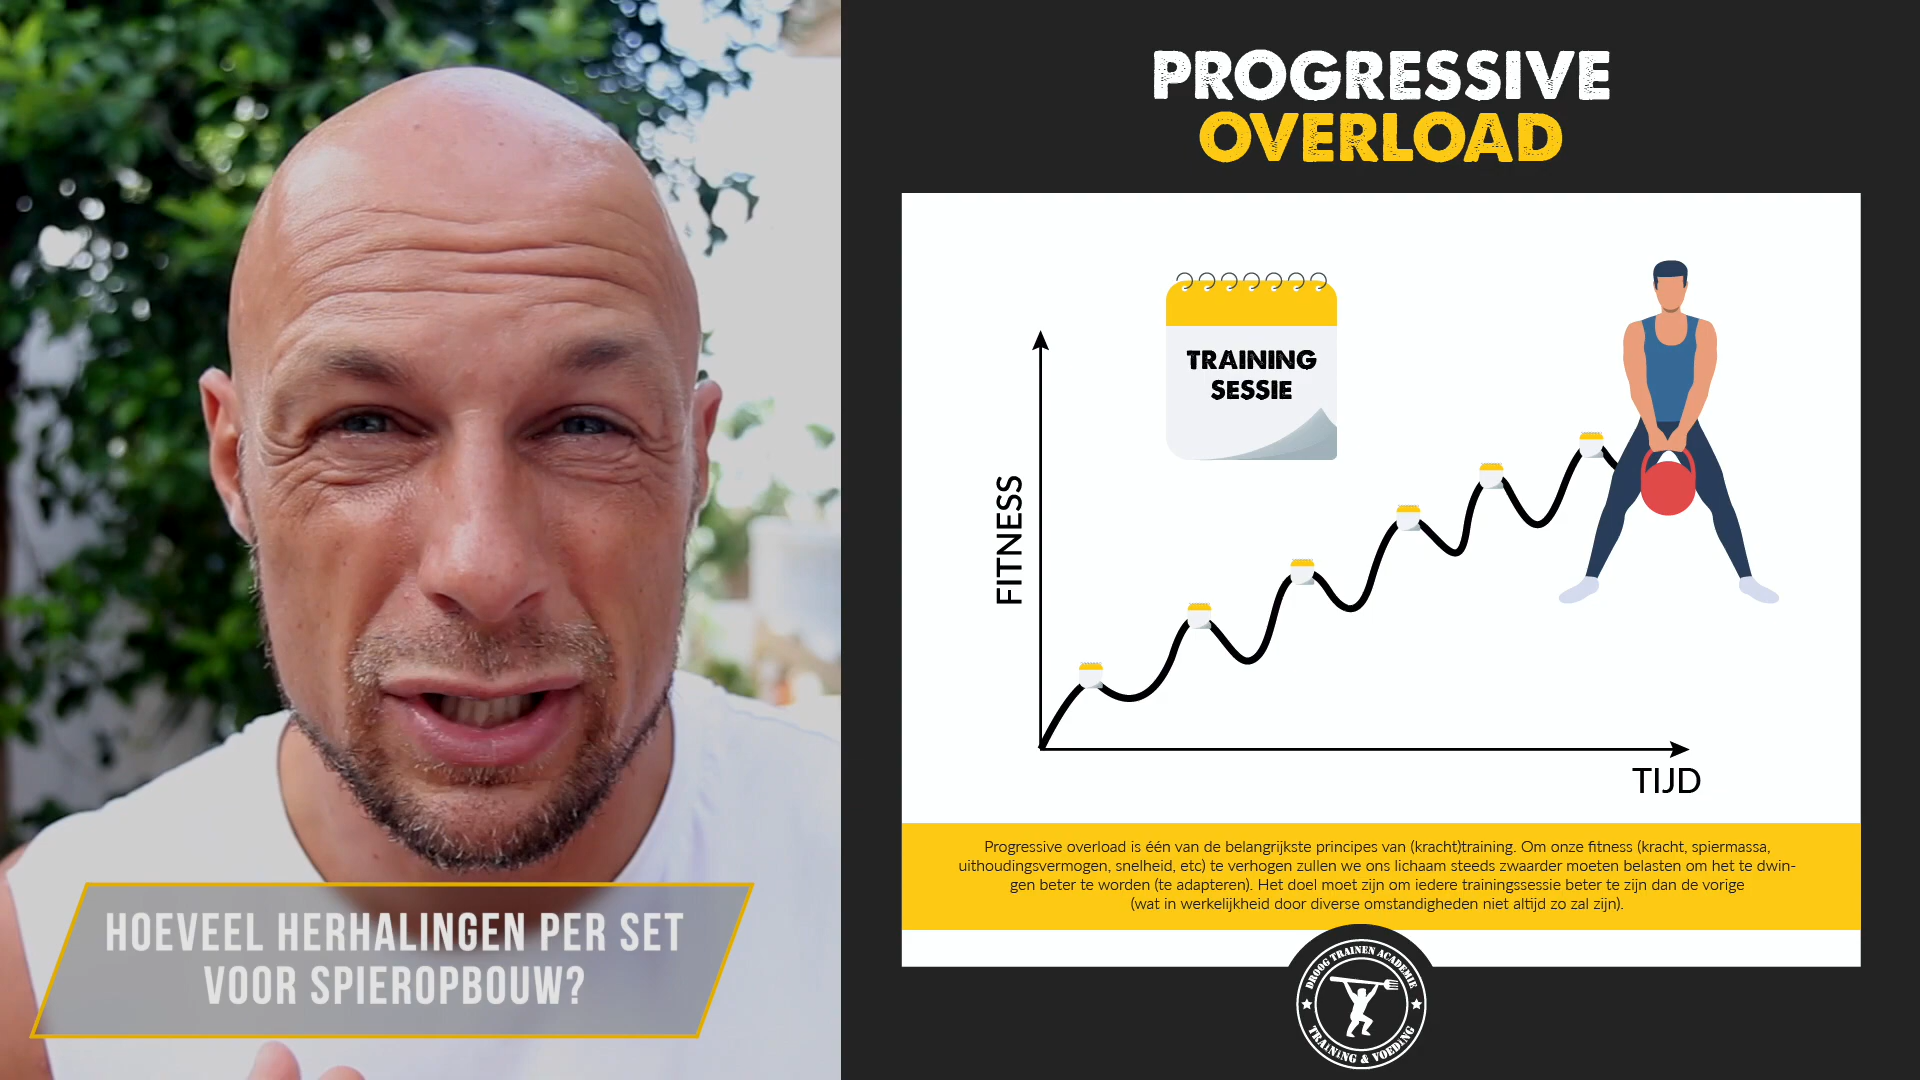 PROGRESSIVE
OVERLOAD
TRAINING
SESSIE
FITNESS
TIJD
Progressive overload is één van de belangrijkste principes van (kracht)training. Om onze fitness (kracht, spiermassa,
uithoudingsvermogen, snelheid, etc) te verhogen zullen we ons lichaam steeds zwaarder moeten belasten om het te dwin-
gen beter te worden (te adapteren). Het doel moet zijn om iedere trainingssessie beter te zijn dan de vorige
(wat in werkelijkheid door diverse omstandigheden niet altijd zo zal zijn).
DROOG TRAINEN ACADEMIE
TRAINING & VOEDING
HOEVEEL HERHALINGEN PER SET
VOOR SPIEROPBOUW?